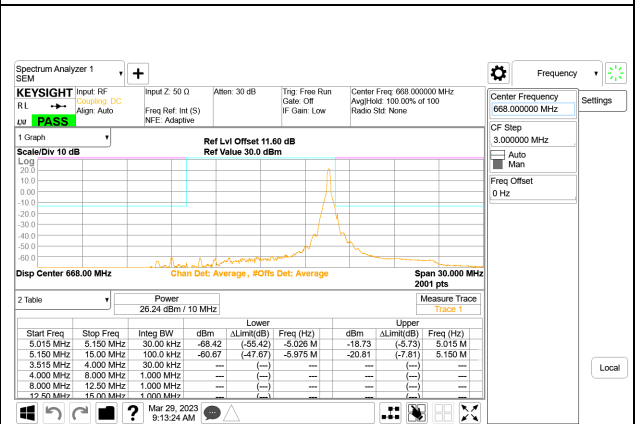 Spectrum Analyzer 1
SEM
Frequency
KEYSIGHT Input: RF Input Z: 50 Ω Atten: 30 dB Trig: Free Run Center Freq: 668.000000 MHz
Coupling: DC Gate: Off Avg|Hold: 100.00% of 100
R L Align: Auto Freq Ref: Int (S) IF Gain: Low Radio Std: None
NFE: Adaptive
LW PASS
Center Frequency
668.000000 MHz
Settings
CF Step
3.000000 MHz
Auto
Man
Freq Offset
0 Hz
1 Graph
Ref Lvl Offset 11.60 dB
Scale/Div 10 dB Ref Value 30.0 dBm
Log
20.0
10.0
0.00
-10.0
-20.0
-30.0
-40.0
-50.0
-60.0
Disp Center 668.00 MHz Chan Det: Average , #Offs Det: Average Span 30.000 MHz
2001 pts
2 Table Power Measure Trace
26.24 dBm / 10 MHz Trace 1
Lower Upper
Start Freq Stop Freq Integ BW dBm ΔLimit(dB) Freq (Hz) dBm ΔLimit(dB) Freq (Hz)
5.015 MHz 5.150 MHz 30.00 kHz -68.42 (-55.42) -5.026 M -18.73 (-5.73) 5.015 M
5.150 MHz 15.00 MHz 100.0 kHz -60.67 (-47.67) -5.975 M -20.81 (-7.81) 5.150 M
3.515 MHz 4.000 MHz 30.00 kHz --- (---) --- --- (---) ---
4.000 MHz 8.000 MHz 1.000 MHz --- (---) --- --- (---) ---
8.000 MHz 12.50 MHz 1.000 MHz --- (---) --- --- (---) ---
12.50 MHz 15.00 MHz 1.000 MHz --- (---) --- --- (---) ---
Local
? Mar 29, 2023
9:13:24 AM